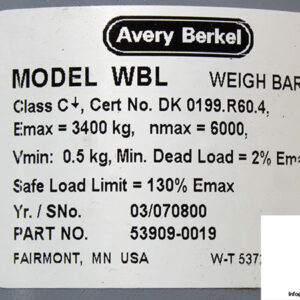 Avery Berkel
MODEL WBL WEIGH BAR
Class C↓, Cert No. DK 0199.R60.4,
Emax = 3400 kg, nmax = 6000,
Vmin: 0.5 kg, Min. Dead Load = 2% Em
Safe Load Limit = 130% Emax
Yr. / SNo. 03/070800
PART NO. 53909-0019
FAIRMONT, MN USA W-T 537